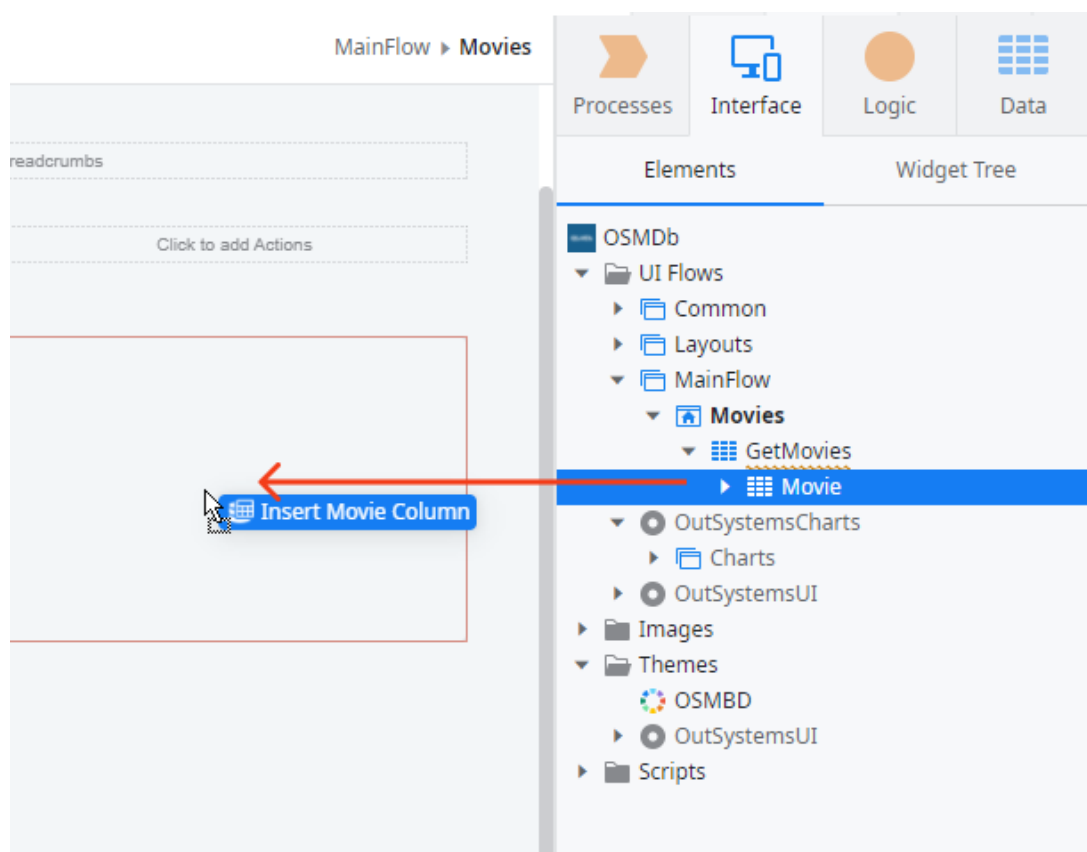 MainFlow ▸ Movies
Processes
Interface
Logic
Data
Elements
Widget Tree
readcrumbs
Click to add Actions
Insert Movie Column
OSMDb
UI Flows
Common
Layouts
MainFlow
Movies
GetMovies
Movie
OutSystemsCharts
Charts
OutSystemsUI
Images
Themes
OSMBD
OutSystemsUI
Scripts